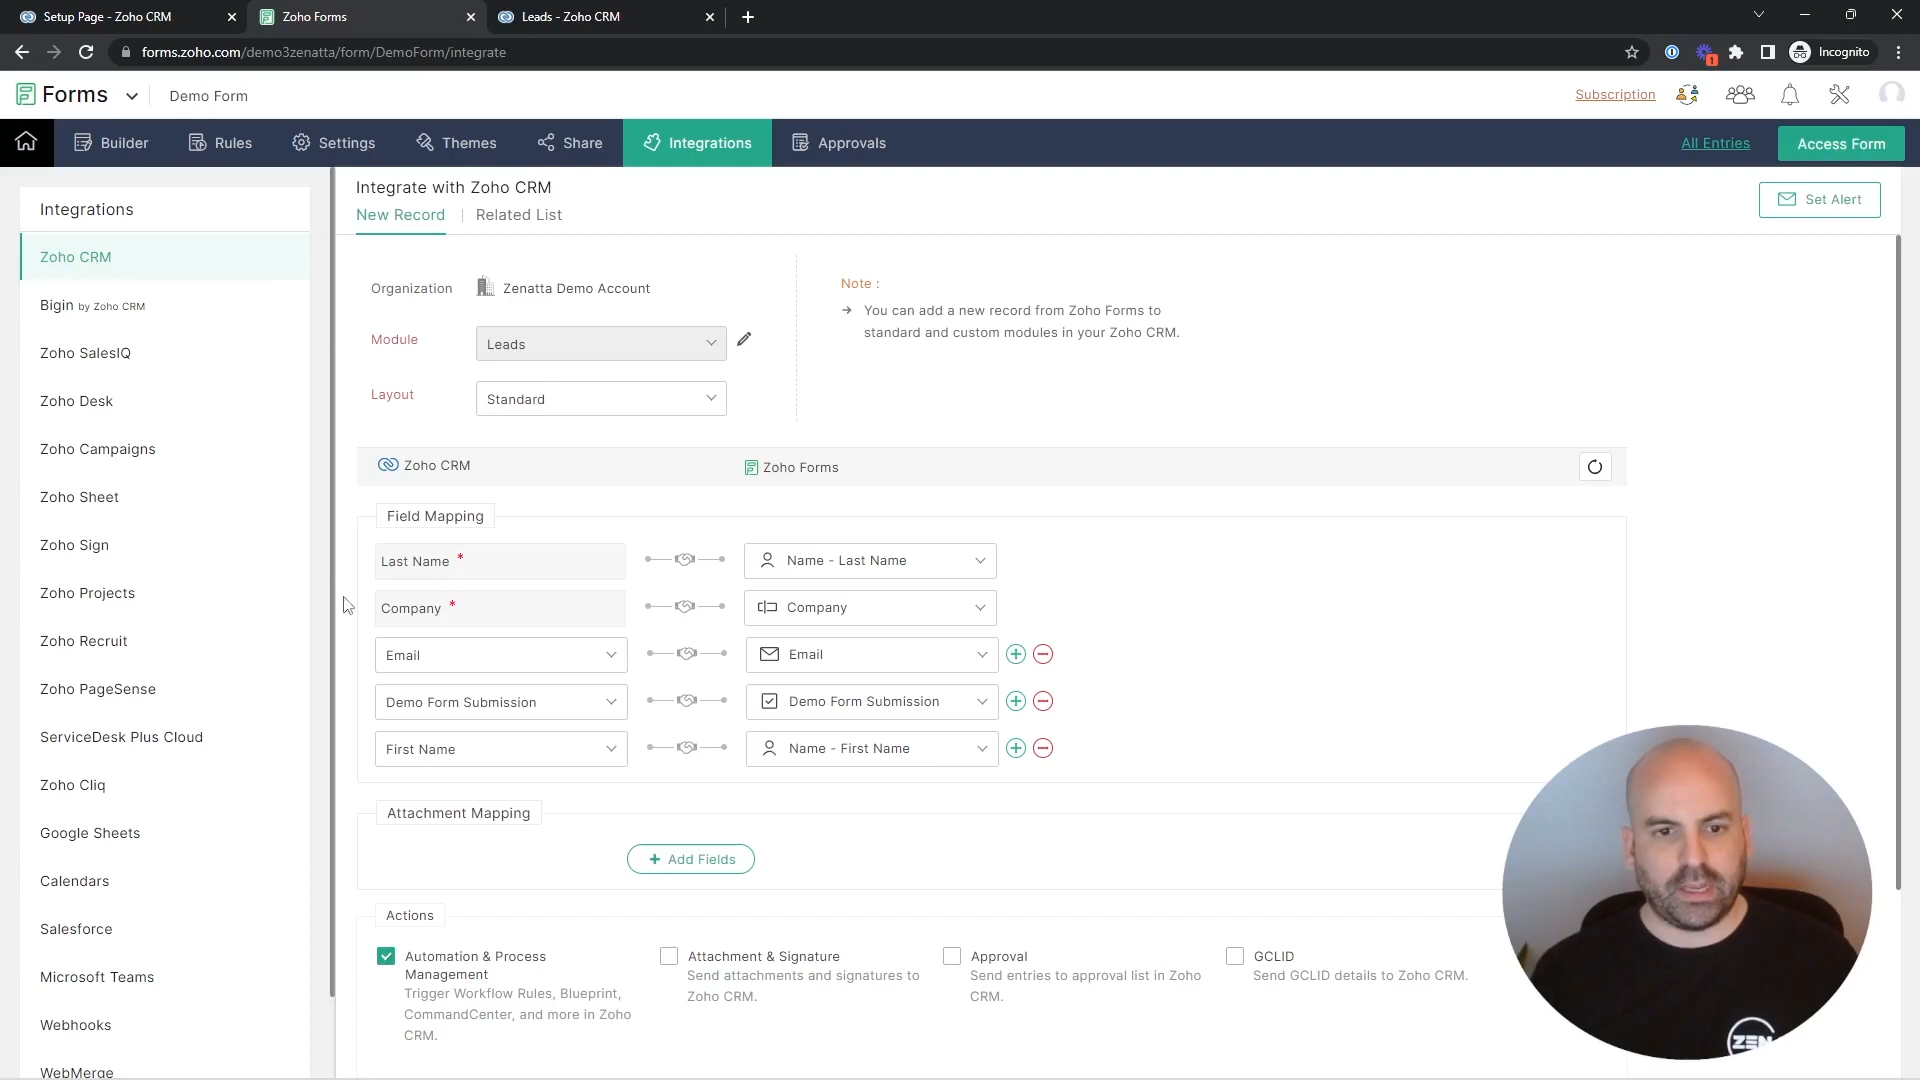 Setup Page - Zoho CRM
Zoho Forms
Leads - Zoho CRM
forms.zoho.com/demo3zenatta/form/DemoForm/integrate
1
Incognito
Forms
Demo Form
Subscription
Builder
Rules
Settings
Themes
Share
Integrations
Approvals
All Entries
Access Form
Integrations
Zoho CRM
Bigin by Zoho CRM
Zoho SalesIQ
Zoho Desk
Zoho Campaigns
Zoho Sheet
Zoho Sign
Zoho Projects
Zoho Recruit
Zoho PageSense
ServiceDesk Plus Cloud
Zoho Cliq
Google Sheets
Calendars
Salesforce
Microsoft Teams
Webhooks
WebMerge
Integrate with Zoho CRM
New Record | Related List
Set Alert
Organization
Zenatta Demo Account
Module
Leads
Layout
Standard
Note :
You can add a new record from Zoho Forms to
standard and custom modules in your Zoho CRM.
Zoho CRM
Zoho Forms
Field Mapping
Last Name *
Name - Last Name
Company *
Company
Email
Email
Demo Form Submission
Demo Form Submission
First Name
Name - First Name
Attachment Mapping
+ Add Fields
Actions
Automation & Process
Management
Trigger Workflow Rules, Blueprint,
CommandCenter, and more in Zoho
CRM.
Attachment & Signature
Send attachments and signatures to
Zoho CRM.
Approval
Send entries to approval list in Zoho
CRM.
GCLID
Send GCLID details to Zoho CRM.
ZEN